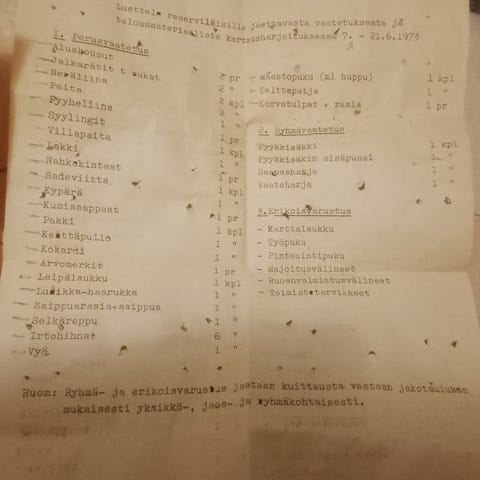 Luettelo reserviläisille jaettavasta vaatetuksesta ja
talousmateriaalista kertausharjoituksessa 7. - 21.6.1973
1. Perusvaatetus
- Alushousut 2 pr
- Jalkarätit t sukat 2 "
- Neräliina 2 kpl
- Paita 2 "
- Pyyheliina 1 "
- Syylingit 1 pr
- Villapaita 1 kpl
- Lakki 1 "
- Nahkakintaat 1 pr
- Sadeviitta 1 kpl
- Kypärä 1 "
- Kumisaappaat 1 pr
- Pakki 1 kpl
- Kenttäpullo 1 "
- Kokardi 1 "
- Arvomerkit 1 pr
- Leipälaukku 1 kpl
- Lusikka-haarukka 1 "
- Saippuarasia+saippua 1 "
- Selkäreppu 1 "
- Irtohihnat 6 "
- Vyö 1 "
- Maastopuku (ml huppu) 1 kpl
- Telttapatja 1 "
- Korvatulpat + rasia 1 pr
2. Ryhmävaatetus
Pyykkisäkki 1 kpl
Pyykkisäkin sisäpussi 1 "
Saapasharja 1 "
Vaateharja 1 "
3.Erikoisvarustus
- Karttalaukku
- Työpuku
- Pintauintipuku
- Majoitusvälineet
- Ruoanvalmistusvälineet
- Toimistotarvikkeet
Huom: Ryhmä- ja erikoisvarustus jaetaan kuittausta vastaan jakotaulukon
mukaisesti yksikkö-, jaos- ja ryhmäkohtaisesti.